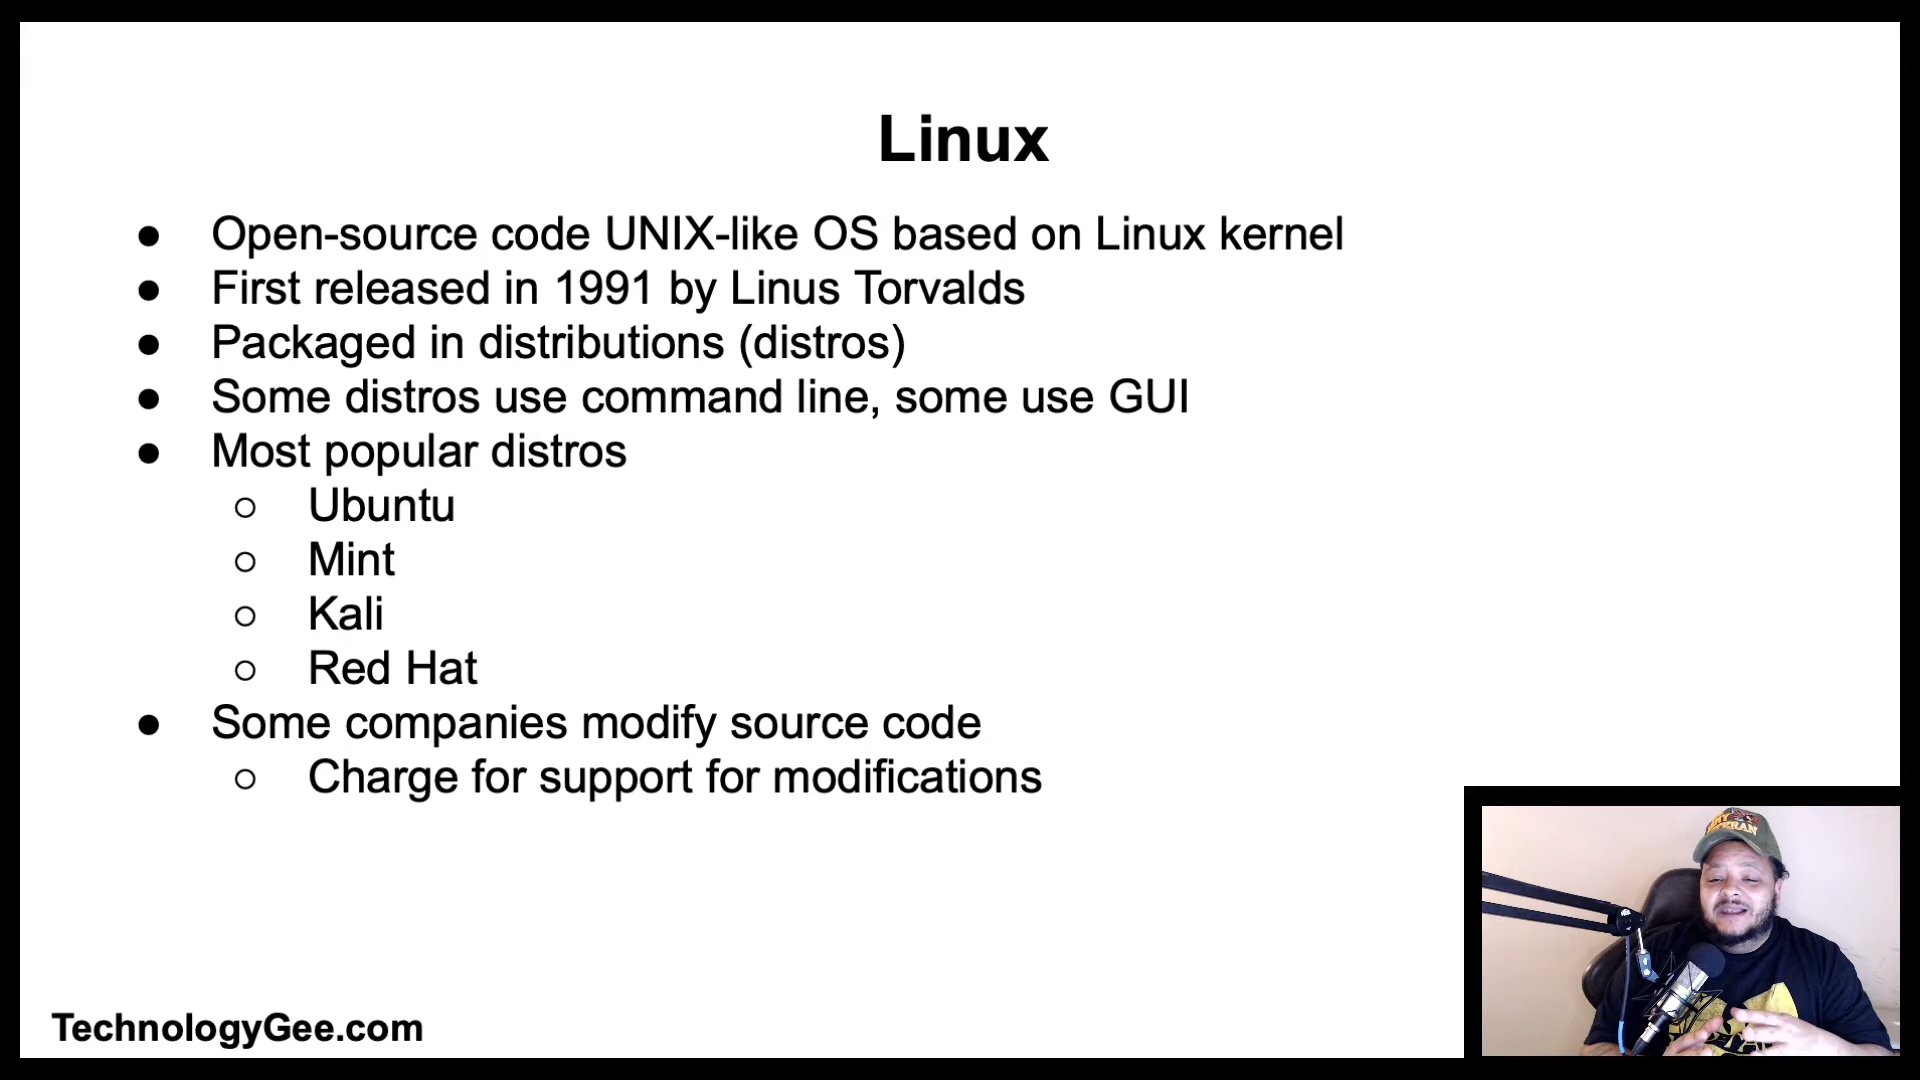 Linux
● Open-source code UNIX-like OS based on Linux kernel
● First released in 1991 by Linus Torvalds
● Packaged in distributions (distros)
● Some distros use command line, some use GUI
● Most popular distros
○ Ubuntu
○ Mint
○ Kali
○ Red Hat
● Some companies modify source code
○ Charge for support for modifications
TechnologyGee.com